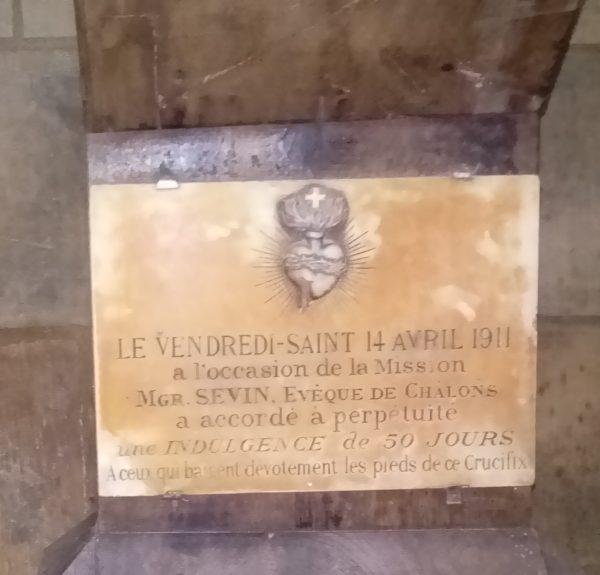 LE VENDREDI-SAINT 14 AVRIL 1911
a l'occasion de la Mission
MGR. SEVIN, EVÊQUE DE CHALONS
a accordé à perpétuité
une INDULGENCE de 50 JOURS
A ceux qui baisent devotement les pieds de ce Crucifix